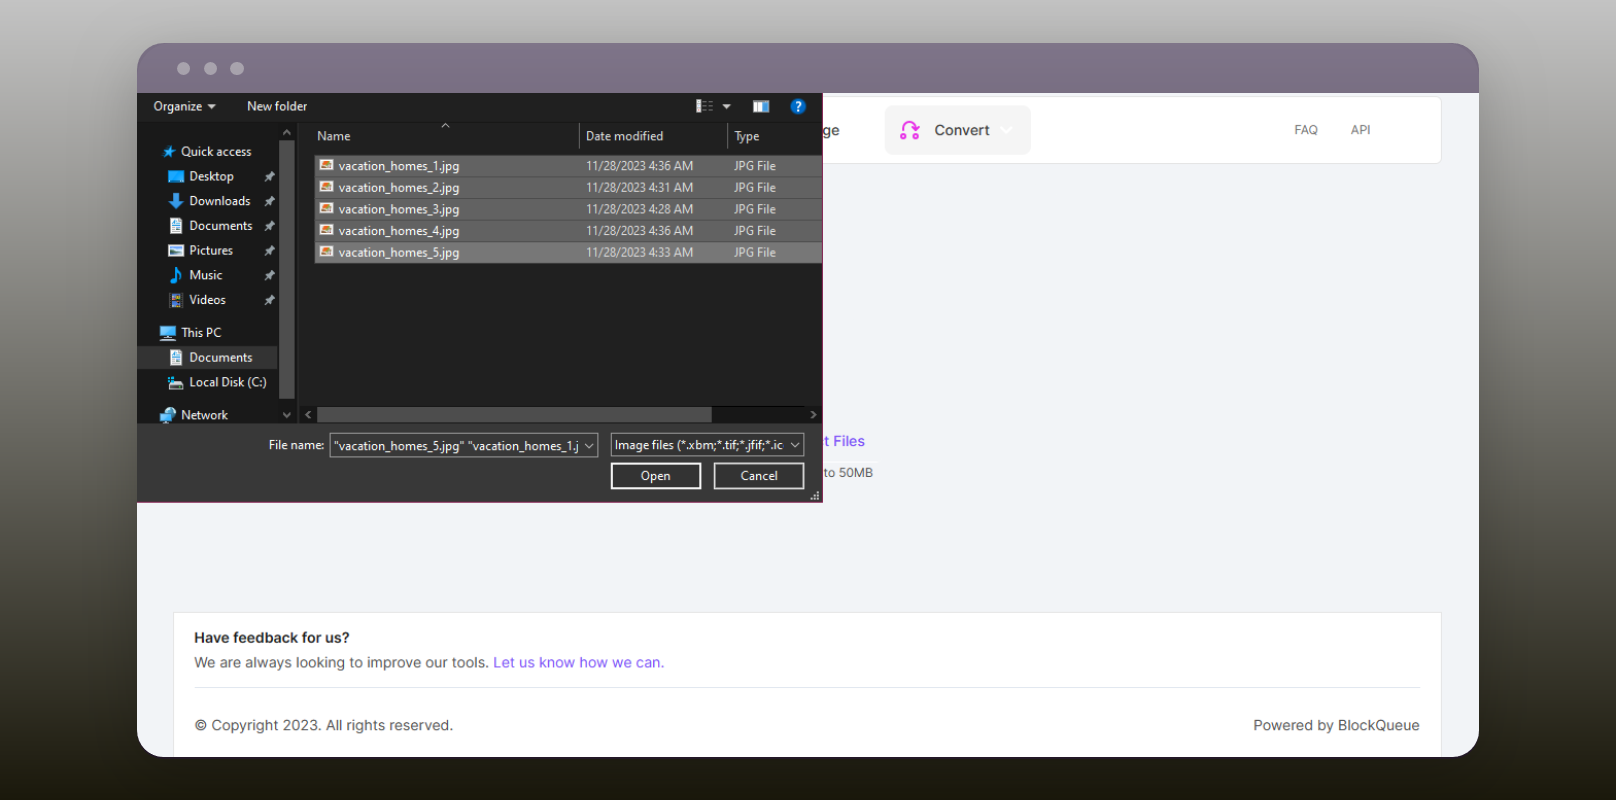 Organize
New folder
?
ge
Convert
FAQ
API
Name
Date modified
Type
Quick access
Desktop
Downloads
Documents
Pictures
Music
Videos
This PC
Documents
Local Disk (C:)
Network
vacation_homes_1.jpg 11/28/2023 4:36 AM JPG File
vacation_homes_2.jpg 11/28/2023 4:31 AM JPG File
vacation_homes_3.jpg 11/28/2023 4:28 AM JPG File
vacation_homes_4.jpg 11/28/2023 4:36 AM JPG File
vacation_homes_5.jpg 11/28/2023 4:33 AM JPG File
File name: "vacation_homes_5.jpg" "vacation_homes_1.j
Image files (*.xbm;*.tif;*.jfif;*.ic
Open
Cancel
t Files
to 50MB
Have feedback for us?
We are always looking to improve our tools. Let us know how we can.
© Copyright 2023. All rights reserved.
Powered by BlockQueue